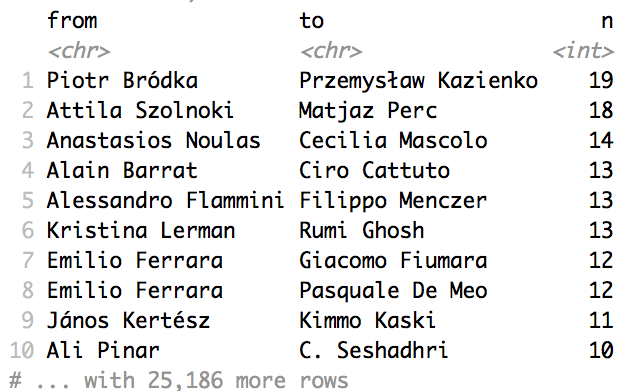 from to n
<chr> <chr> <int>
1 Piotr Bródka Przemysław Kazienko 19
2 Attila Szolnoki Matjaz Perc 18
3 Anastasios Noulas Cecilia Mascolo 14
4 Alain Barrat Ciro Cattuto 13
5 Alessandro Flammini Filippo Menczer 13
6 Kristina Lerman Rumi Ghosh 13
7 Emilio Ferrara Giacomo Fiumara 12
8 Emilio Ferrara Pasquale De Meo 12
9 János Kertész Kimmo Kaski 11
10 Ali Pinar C. Seshadhri 10
# ... with 25,186 more rows